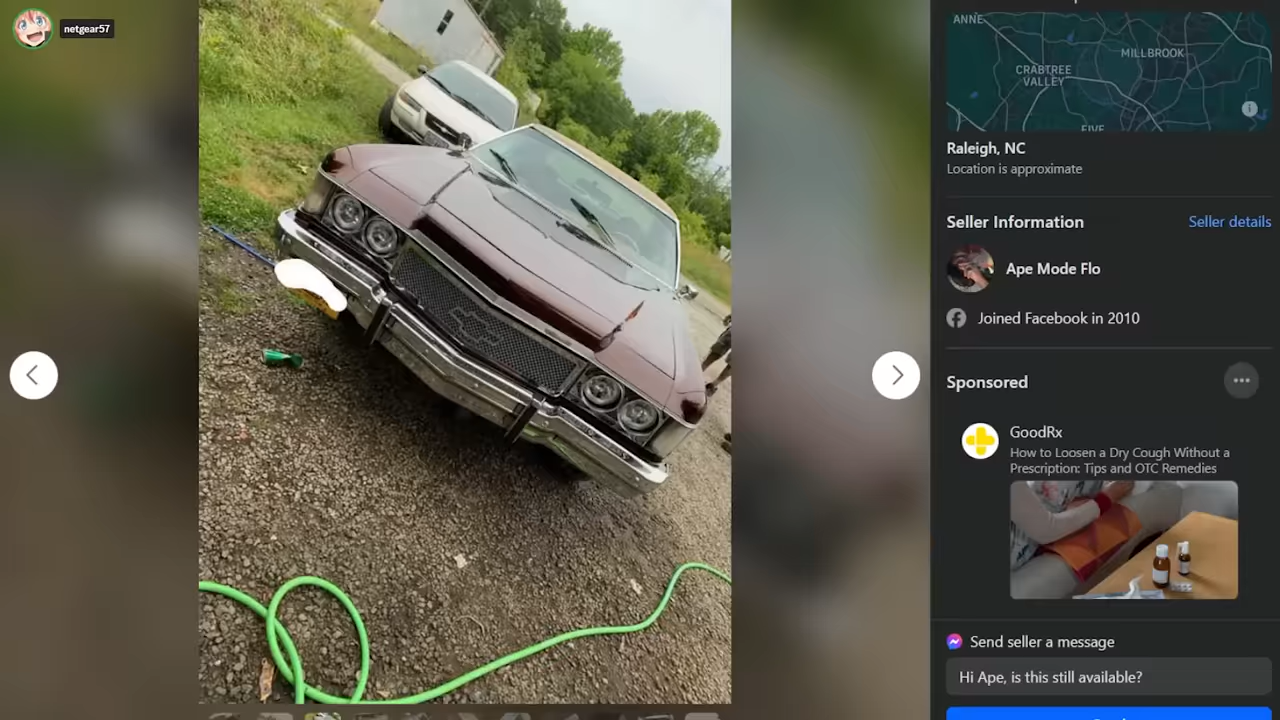 netgear57
ANNE
MILLBROOK
CRABTREE
VALLEY
FIVE
Raleigh, NC
Location is approximate
Seller Information
Seller details
Ape Mode Flo
Joined Facebook in 2010
Sponsored
GoodRx
How to Loosen a Dry Cough Without a
Prescription: Tips and OTC Remedies
Send seller a message
Hi Ape, is this still available?